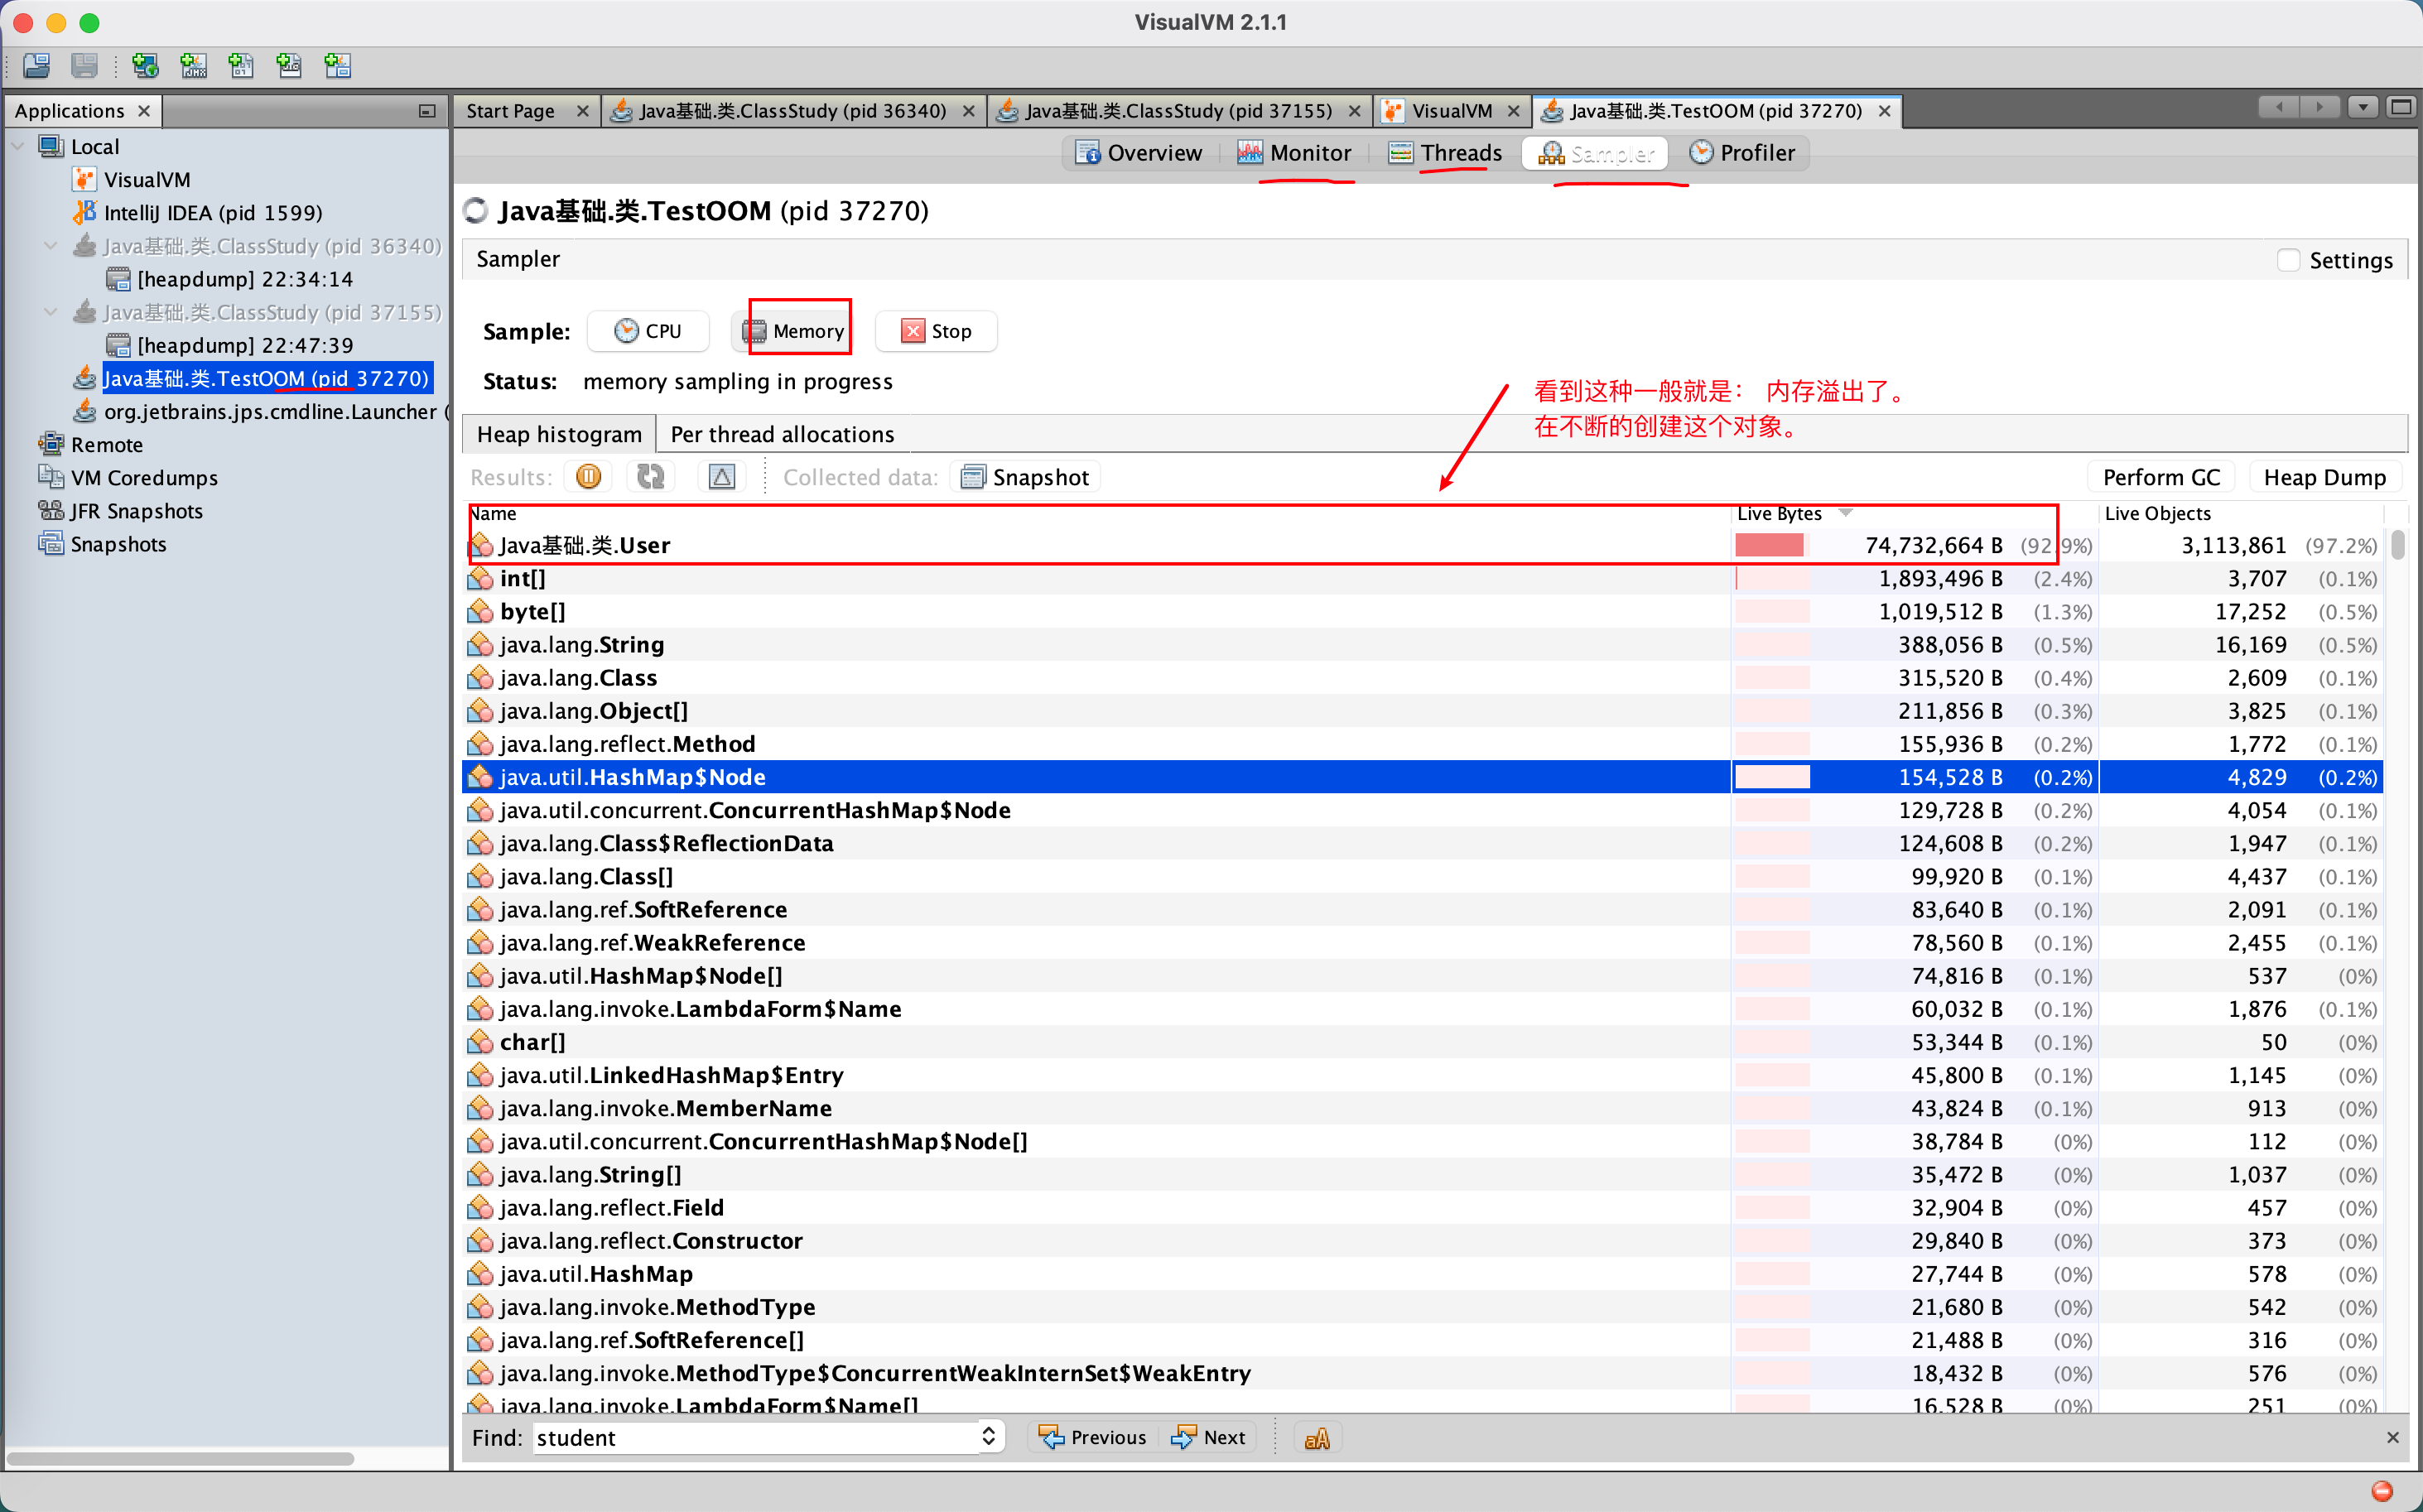 VisualVM 2.1.1
Applications
Start Page
Java基础.类.ClassStudy (pid 36340)
Java基础.类.ClassStudy (pid 37155)
VisualVM
Java基础.类.TestOOM (pid 37270)
Local
VisualVM
IntelliJ IDEA (pid 1599)
Java基础.类.ClassStudy (pid 36340)
[heapdump] 22:34:14
Java基础.类.ClassStudy (pid 37155)
[heapdump] 22:47:39
Java基础.类.TestOOM (pid 37270)
org.jetbrains.jps.cmdline.Launcher (
Remote
VM Coredumps
JFR Snapshots
Snapshots
Overview Monitor Threads Sampler Profiler
Java基础.类.TestOOM (pid 37270)
Sampler
Settings
Sample: CPU Memory Stop
Status: memory sampling in progress
看到这种一般就是： 内存溢出了。
在不断的创建这个对象。
Heap histogram Per thread allocations
Results: Collected data: Snapshot Perform GC Heap Dump
Name Live Bytes Live Objects
Java基础.类.User 74,732,664 B (92.9%) 3,113,861 (97.2%)
int[] 1,893,496 B (2.4%) 3,707 (0.1%)
byte[] 1,019,512 B (1.3%) 17,252 (0.5%)
java.lang.String 388,056 B (0.5%) 16,169 (0.5%)
java.lang.Class 315,520 B (0.4%) 2,609 (0.1%)
java.lang.Object[] 211,856 B (0.3%) 3,825 (0.1%)
java.lang.reflect.Method 155,936 B (0.2%) 1,772 (0.1%)
java.util.HashMap$Node 154,528 B (0.2%) 4,829 (0.2%)
java.util.concurrent.ConcurrentHashMap$Node 129,728 B (0.2%) 4,054 (0.1%)
java.lang.Class$ReflectionData 124,608 B (0.2%) 1,947 (0.1%)
java.lang.Class[] 99,920 B (0.1%) 4,437 (0.1%)
java.lang.ref.SoftReference 83,640 B (0.1%) 2,091 (0.1%)
java.lang.ref.WeakReference 78,560 B (0.1%) 2,455 (0.1%)
java.util.HashMap$Node[] 74,816 B (0.1%) 537 (0%)
java.lang.invoke.LambdaForm$Name 60,032 B (0.1%) 1,876 (0.1%)
char[] 53,344 B (0.1%) 50 (0%)
java.util.LinkedHashMap$Entry 45,800 B (0.1%) 1,145 (0%)
java.lang.invoke.MemberName 43,824 B (0.1%) 913 (0%)
java.util.concurrent.ConcurrentHashMap$Node[] 38,784 B (0%) 112 (0%)
java.lang.String[] 35,472 B (0%) 1,037 (0%)
java.lang.reflect.Field 32,904 B (0%) 457 (0%)
java.lang.reflect.Constructor 29,840 B (0%) 373 (0%)
java.util.HashMap 27,744 B (0%) 578 (0%)
java.lang.invoke.MethodType 21,680 B (0%) 542 (0%)
java.lang.ref.SoftReference[] 21,488 B (0%) 316 (0%)
java.lang.invoke.MethodType$ConcurrentWeakInternSet$WeakEntry 18,432 B (0%) 576 (0%)
java.lang.invoke.LambdaForm$Name[] 16,528 B (0%) 251 (0%)
Find: student Previous Next aA